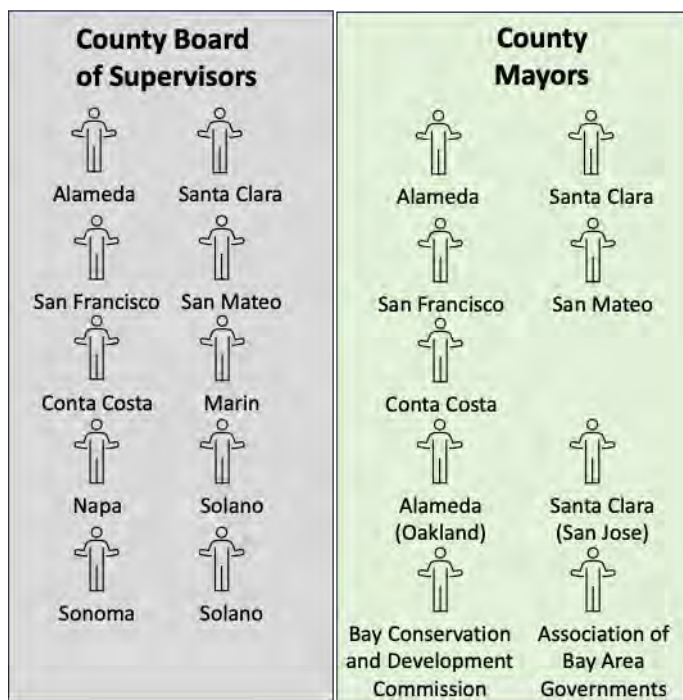 County Board
of Supervisors
Alameda Santa Clara
San Francisco San Mateo
Conta Costa Marin
Napa Solano
Sonoma Solano
County
Mayors
Alameda Santa Clara
San Francisco San Mateo
Conta Costa
Alameda Santa Clara
(Oakland) (San Jose)
Bay Conservation Association of
and Development Bay Area
Commission Governments